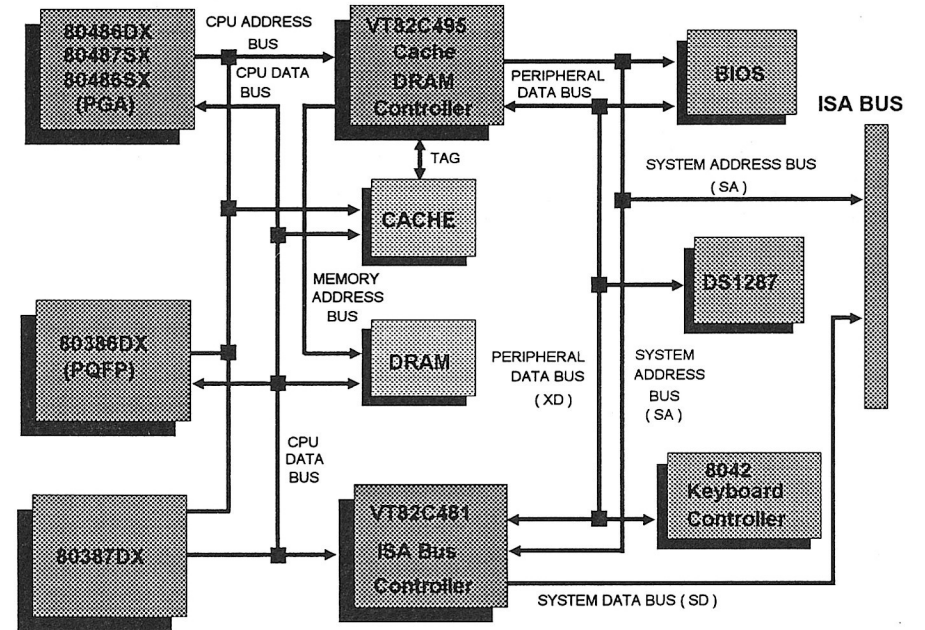 80486DX
80487SX
80486SX
(PGA)
CPU ADDRESS
BUS
CPU DATA
BUS
VT82C495
Cache
DRAM
Controller
PERIPHERAL
DATA BUS
BIOS
ISA BUS
TAG
SYSTEM ADDRESS BUS
( SA )
CACHE
MEMORY
ADDRESS
BUS
DS1287
80386DX
(PQFP)
DRAM
PERIPHERAL
DATA BUS
( XD )
SYSTEM
ADDRESS
BUS
( SA )
CPU
DATA
BUS
8042
Keyboard
Controller
80387DX
VT82C481
ISA Bus
Controller
SYSTEM DATA BUS ( SD )